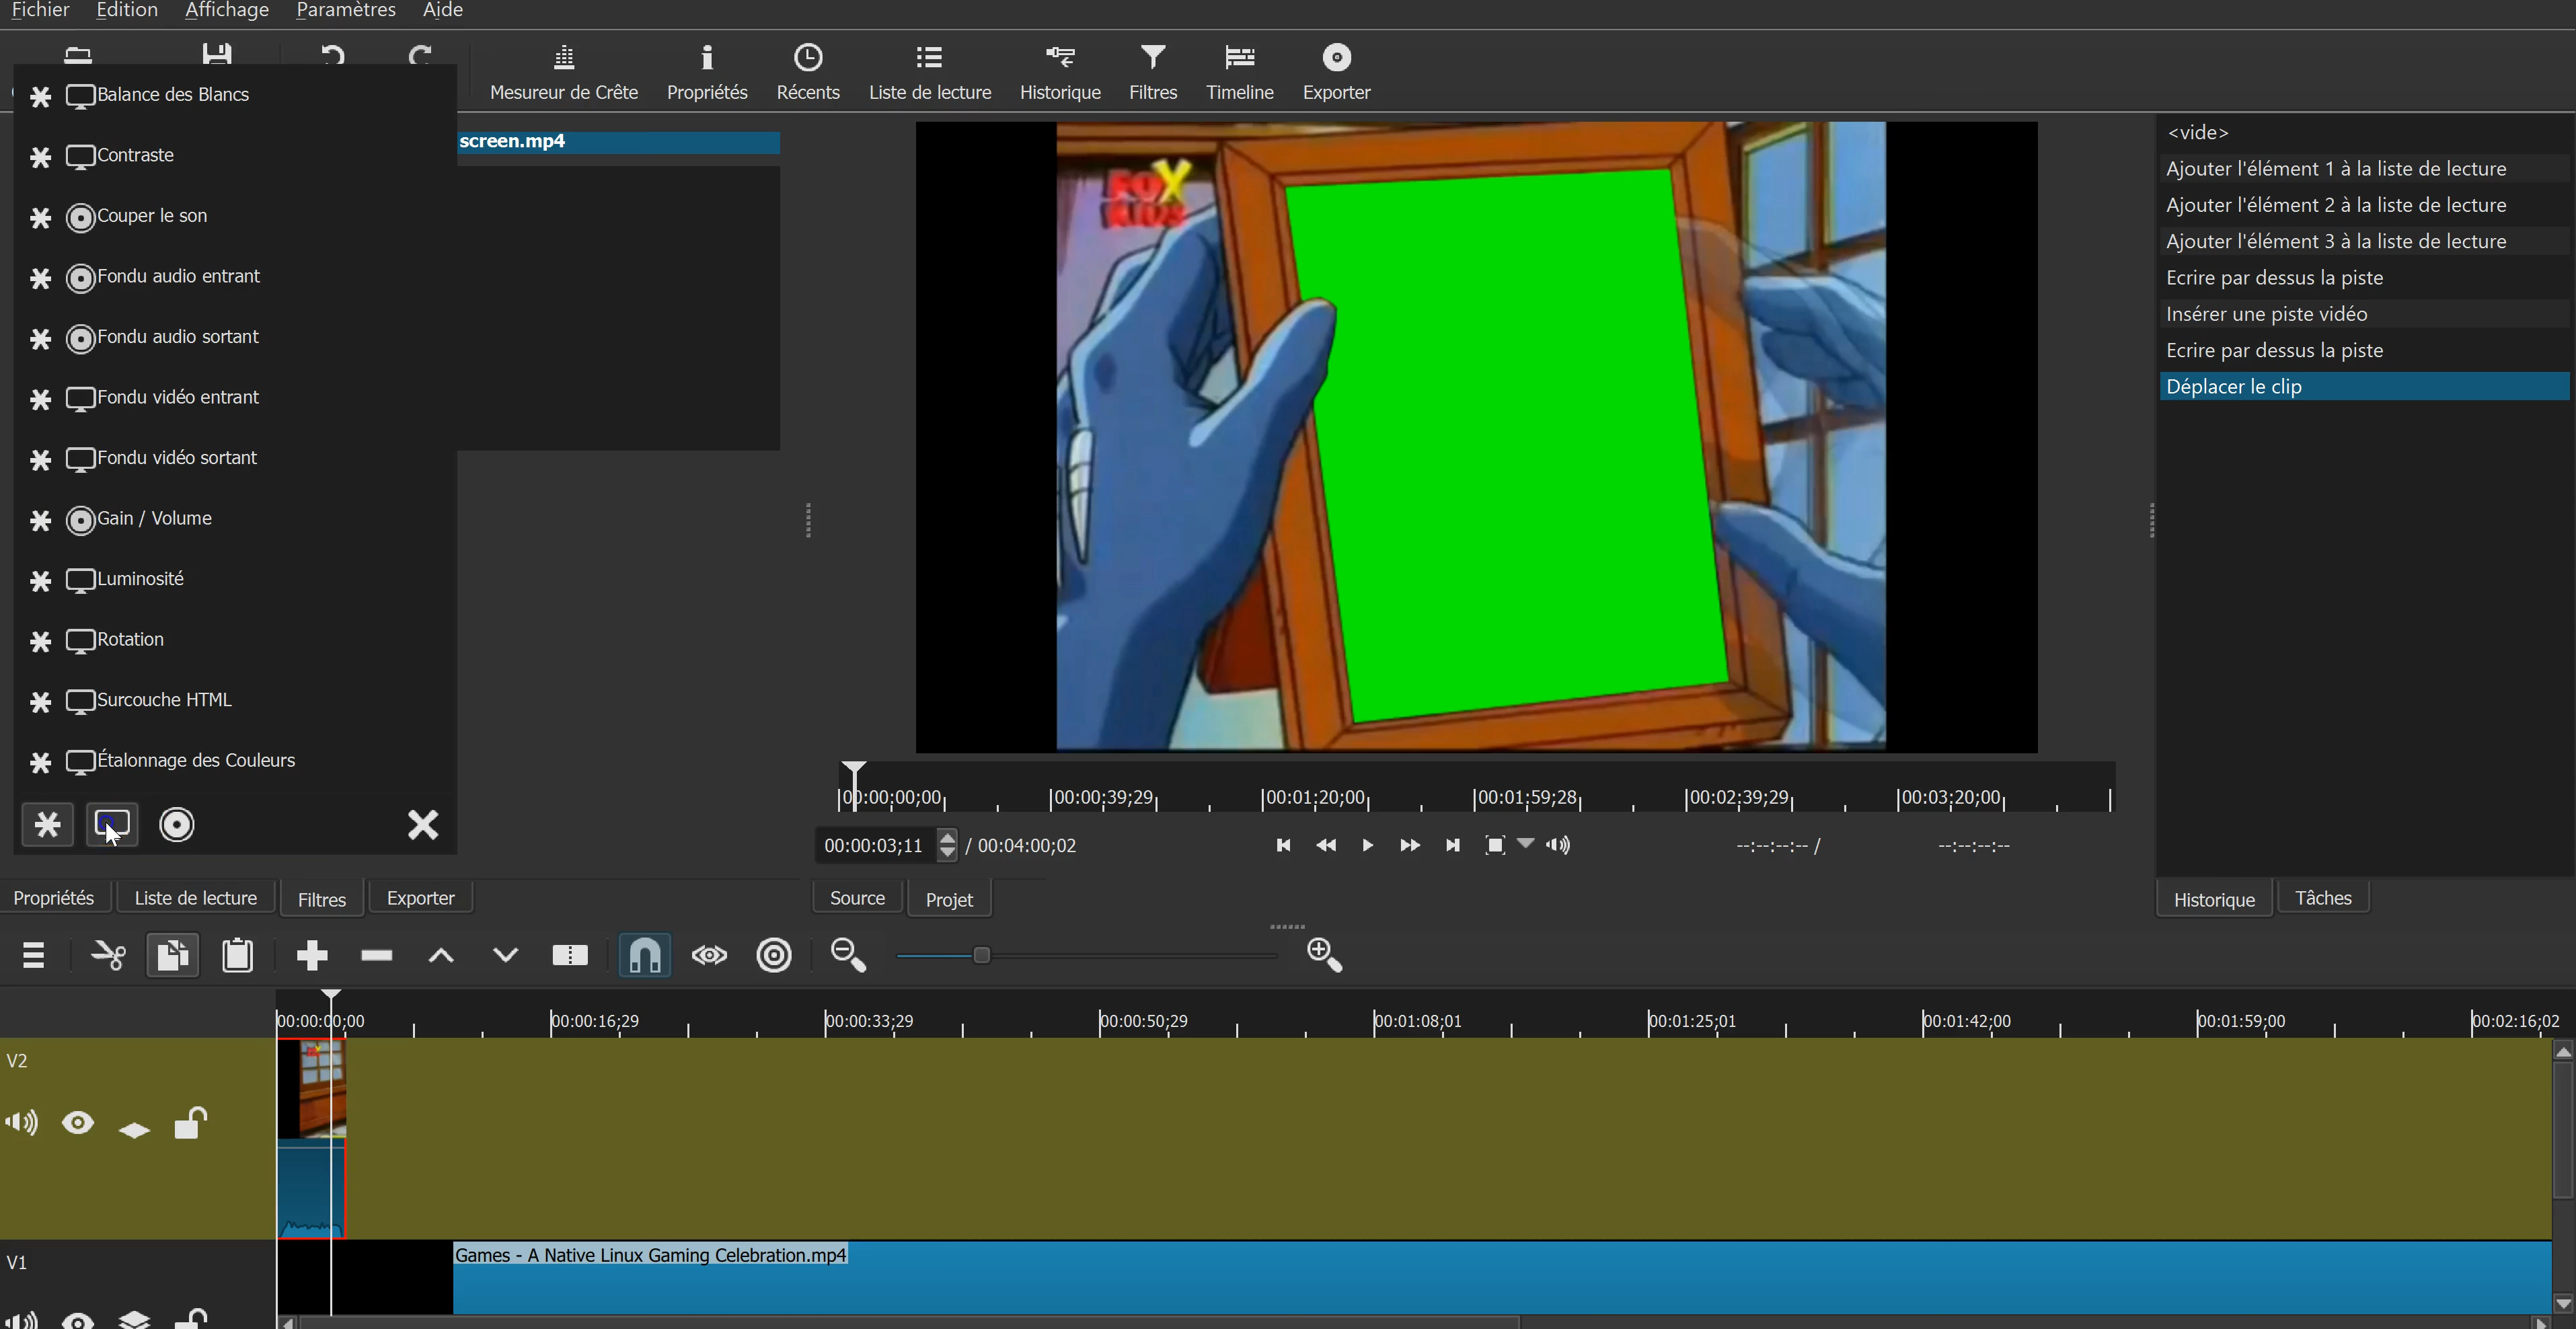 Fichier Edition Affichage Paramètres Aide
Mesureur de Crête Propriétés Récents Liste de lecture Historique Filtres Timeline Exporter
Balance des Blancs
Contraste
Couper le son
Fondu audio entrant
Fondu audio sortant
Fondu vidéo entrant
Fondu vidéo sortant
Gain / Volume
Luminosité
Rotation
Surcouche HTML
Étalonnage des Couleurs
screen.mp4
FOX
KIDS
00:00:00;00 00:00:39;29 00:01:20;00 00:01:59;28 00:02:39;29 00:03:20;00
00:00:03;11 / 00:04:00;02 --:--:--:-- / --:--:--:--
<vide>
Ajouter l'élément 1 à la liste de lecture
Ajouter l'élément 2 à la liste de lecture
Ajouter l'élément 3 à la liste de lecture
Ecrire par dessus la piste
Insérer une piste vidéo
Ecrire par dessus la piste
Déplacer le clip
Propriétés Liste de lecture Filtres Exporter
Source Projet
Historique Tâches
00:00:00;00 00:00:16;29 00:00:33;29 00:00:50;29 00:01:08;01 00:01:25;01 00:01:42;00 00:01:59;00 00:02:16;02
V2
V1
Games - A Native Linux Gaming Celebration.mp4